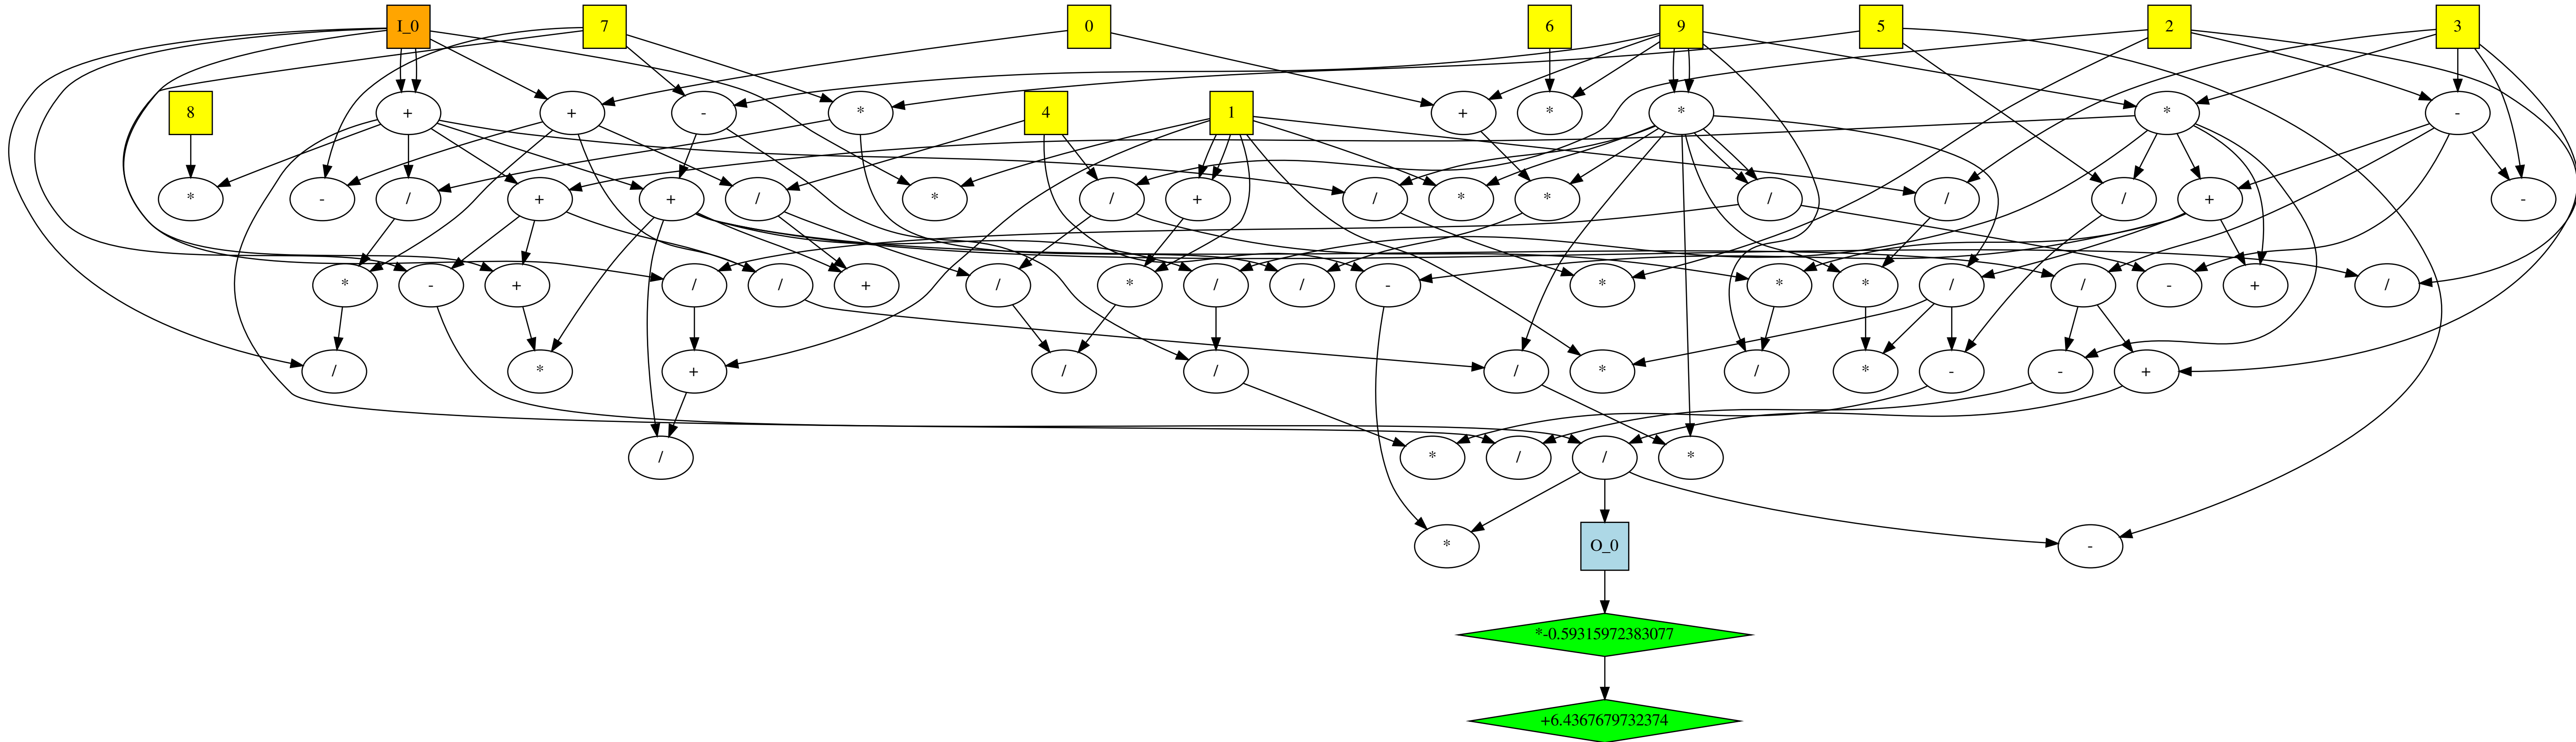 I_0 7 0 6 9 5 2 3
8 + + - * 4 1 + * * * -
* - / + + / * / + / * * / / / + -
* - + / / + / * / / - * * * / / - + /
/ * + / / / * / * - - +
/ * / / *
* O_0 -
*-0.59315972383077
+6.4367679732374